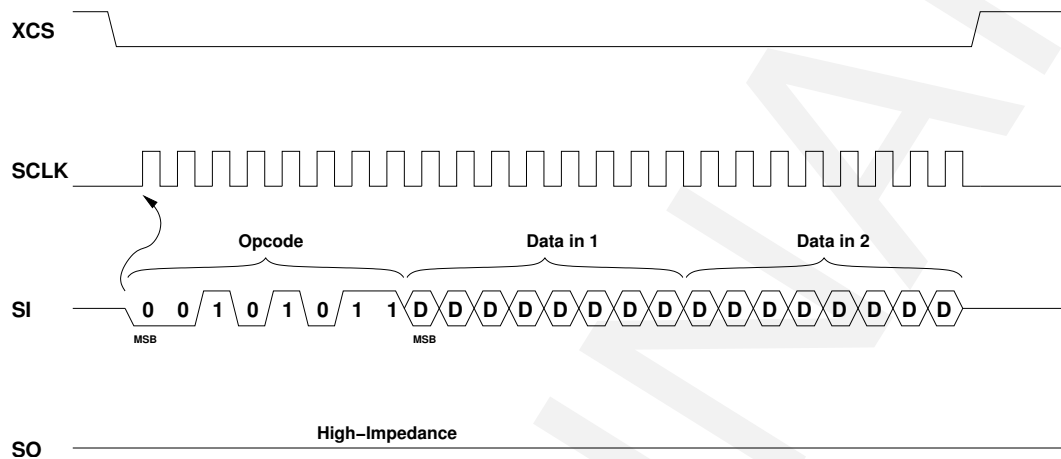 XCS
SCLK
Opcode Data in 1 Data in 2
SI 0 0 1 0 1 0 1 1 D D D D D D D D D D D D D D D D
MSB MSB
High–Impedance
SO